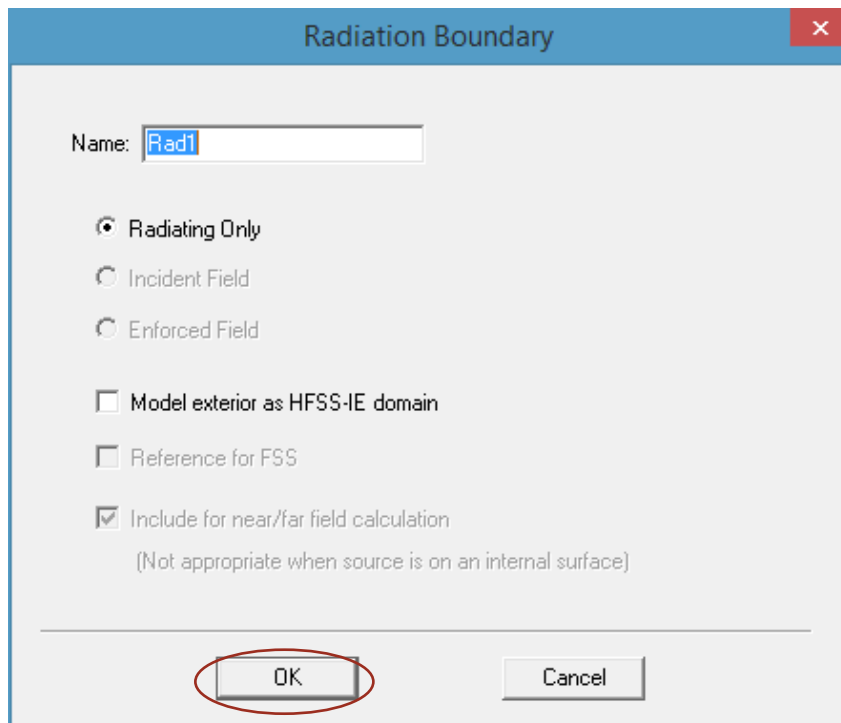 Radiation Boundary
Name: Rad1
Radiating Only
Incident Field
Enforced Field
Model exterior as HFSS-IE domain
Reference for FSS
Include for near/far field calculation
(Not appropriate when source is on an internal surface)
OK Cancel